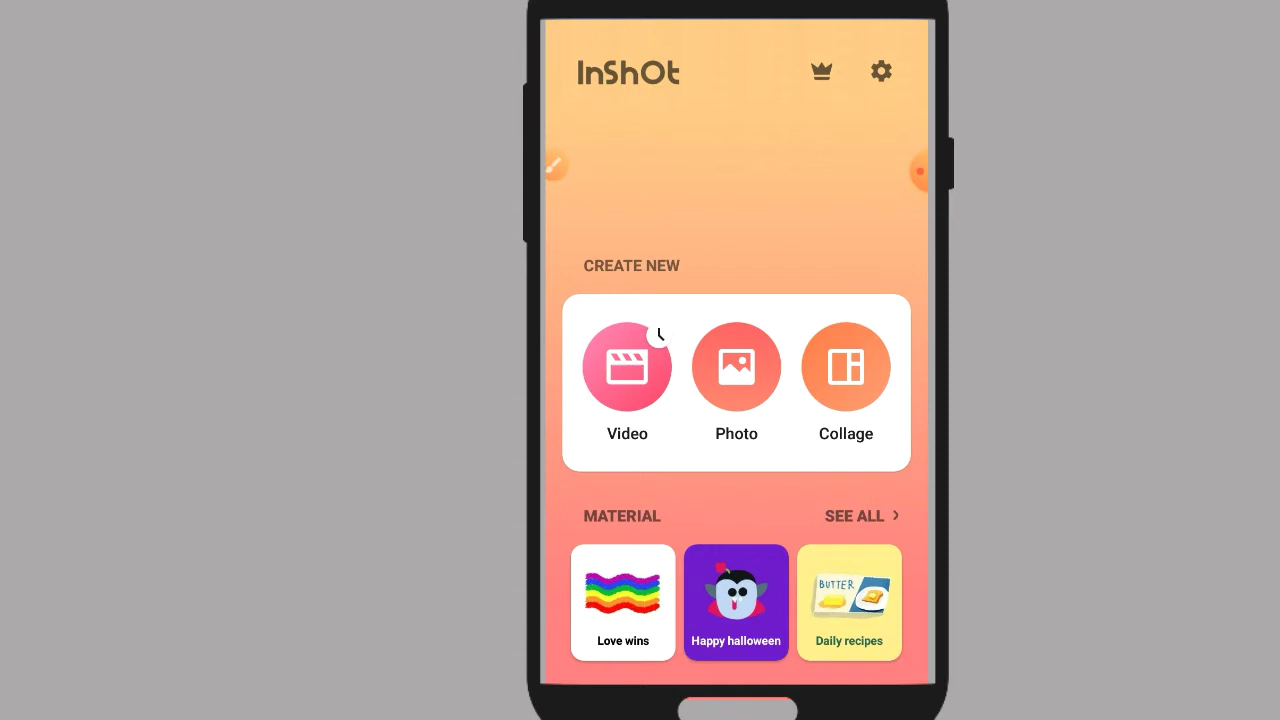 InShOt
CREATE NEW
Video Photo Collage
MATERIAL SEE ALL
BUTTER
Love wins Happy halloween Daily recipes